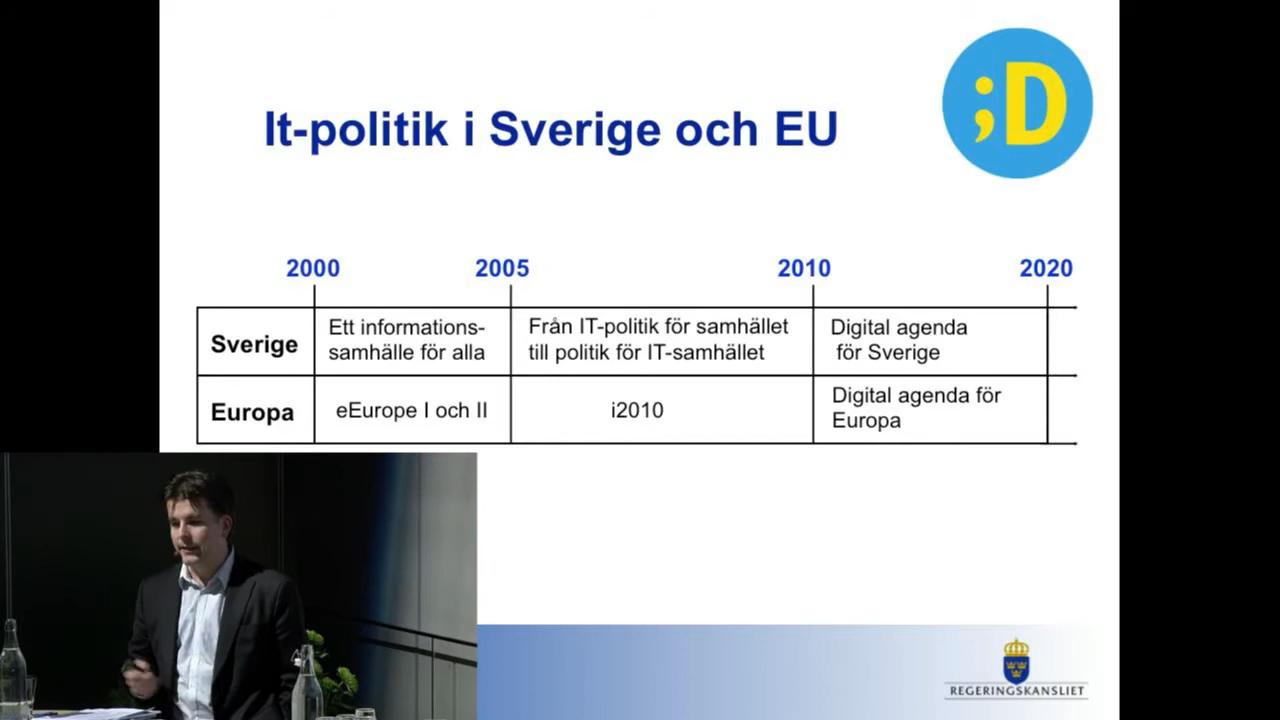 ;D
It-politik i Sverige och EU
2000 2005 2010 2020
Sverige
Ett informations-
samhälle för alla
Från IT-politik för samhället
till politik för IT-samhället
Digital agenda
för Sverige
Europa
eEurope I och II
i2010
Digital agenda för
Europa
REGERINGSKANSLIET